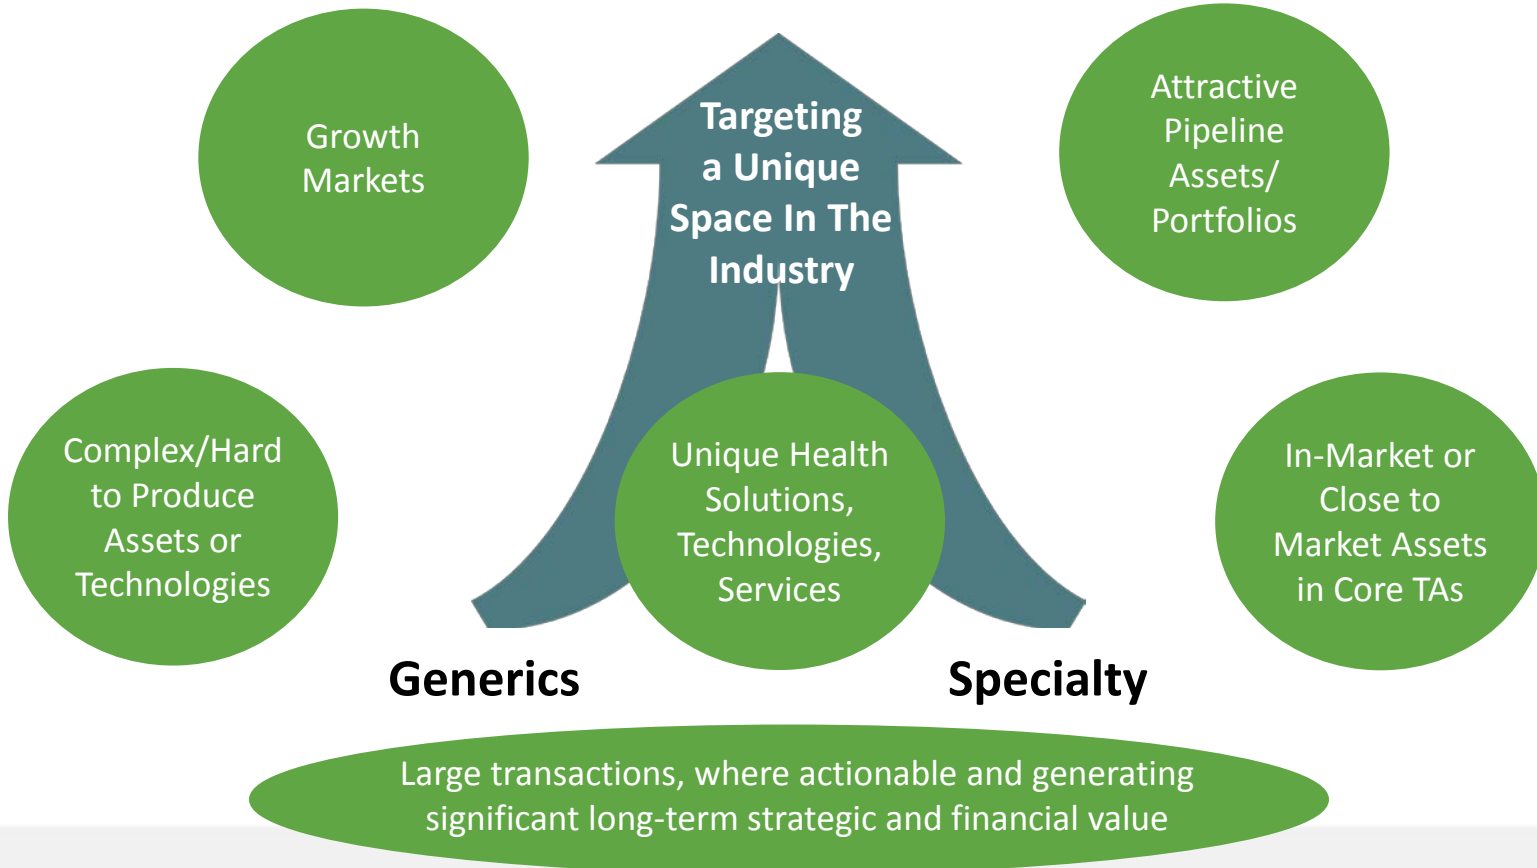 Growth
Markets
Targeting
a Unique
Space In The
Industry
Attractive
Pipeline
Assets/
Portfolios
Complex/Hard
to Produce
Assets or
Technologies
Unique Health
Solutions,
Technologies,
Services
In-Market or
Close to
Market Assets
in Core TAs
Generics
Specialty
Large transactions, where actionable and generating
significant long-term strategic and financial value